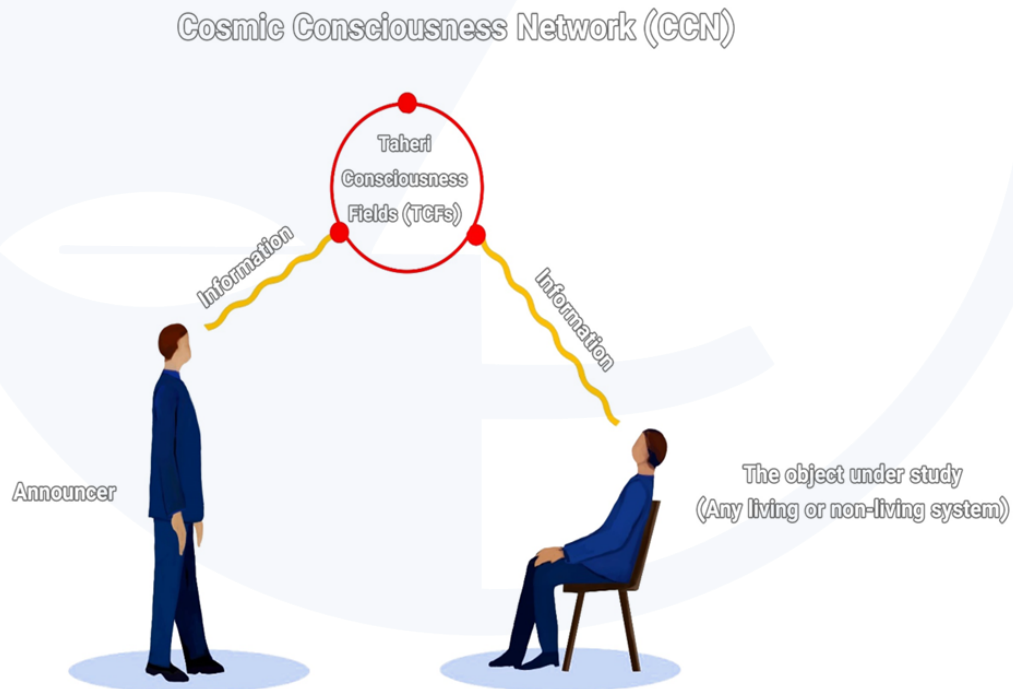 Cosmic Consciousness Network (CCN)
Taheri
Consciousness
Fields (TCFs)
Information
Information
Announcer
The object under study
(Any living or non-living system)